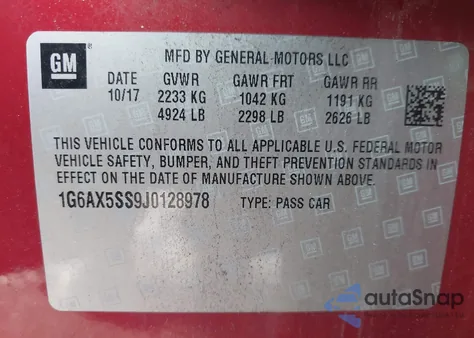 GM
MFD BY GENERAL MOTORS LLC
DATE GVWR GAWR FRT GAWR RR
10/17 2233 KG 1042 KG 1191 KG
4924 LB 2298 LB 2626 LB
THIS VEHICLE CONFORMS TO ALL APPLICABLE U.S. FEDERAL MOTOR
VEHICLE SAFETY, BUMPER, AND THEFT PREVENTION STANDARDS IN
EFFECT ON THE DATE OF MANUFACTURE SHOWN ABOVE.
1G6AX5SS9J0128978 TYPE: PASS CAR
autaSnap